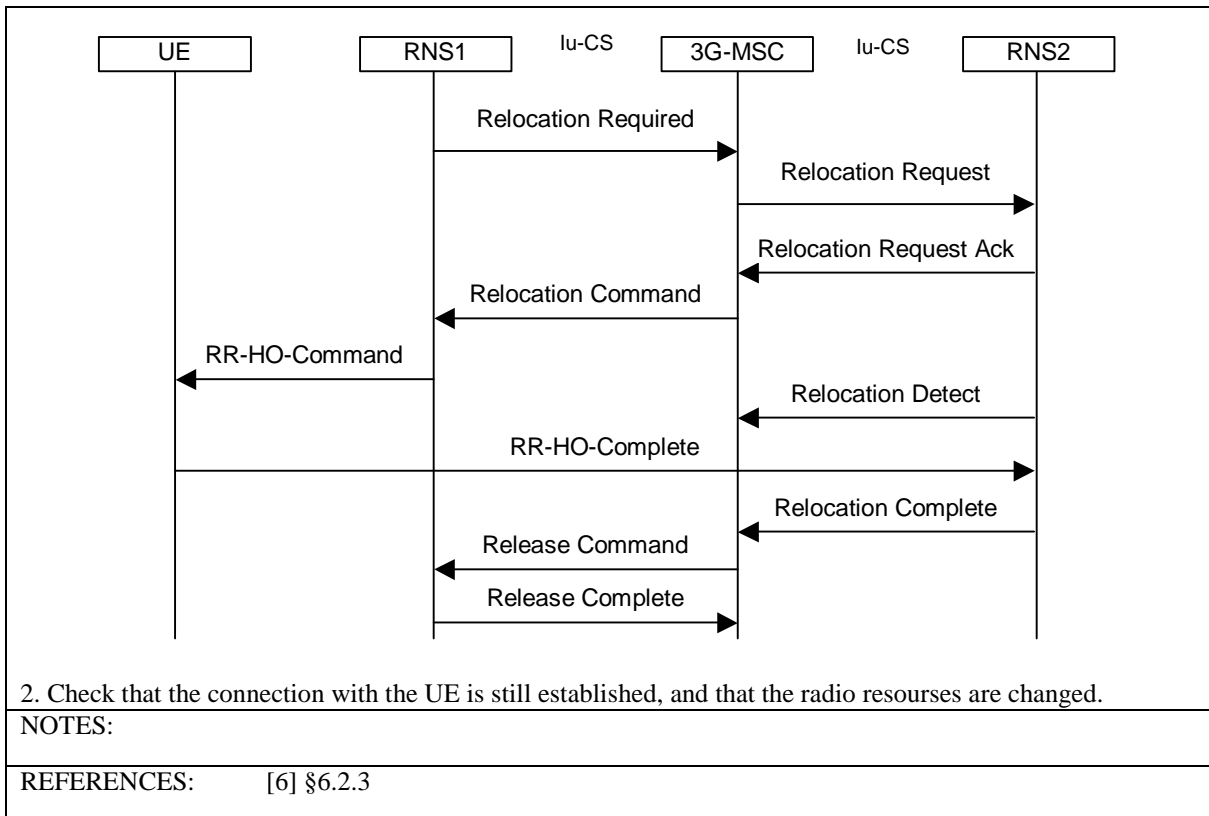 UE
RNS1
Iu-CS
3G-MSC
Iu-CS
RNS2
Relocation Required
Relocation Request
Relocation Request Ack
Relocation Command
RR-HO-Command
Relocation Detect
RR-HO-Complete
Relocation Complete
Release Command
Release Complete
2. Check that the connection with the UE is still established, and that the radio resourses are changed.
NOTES:
REFERENCES: [6] §6.2.3